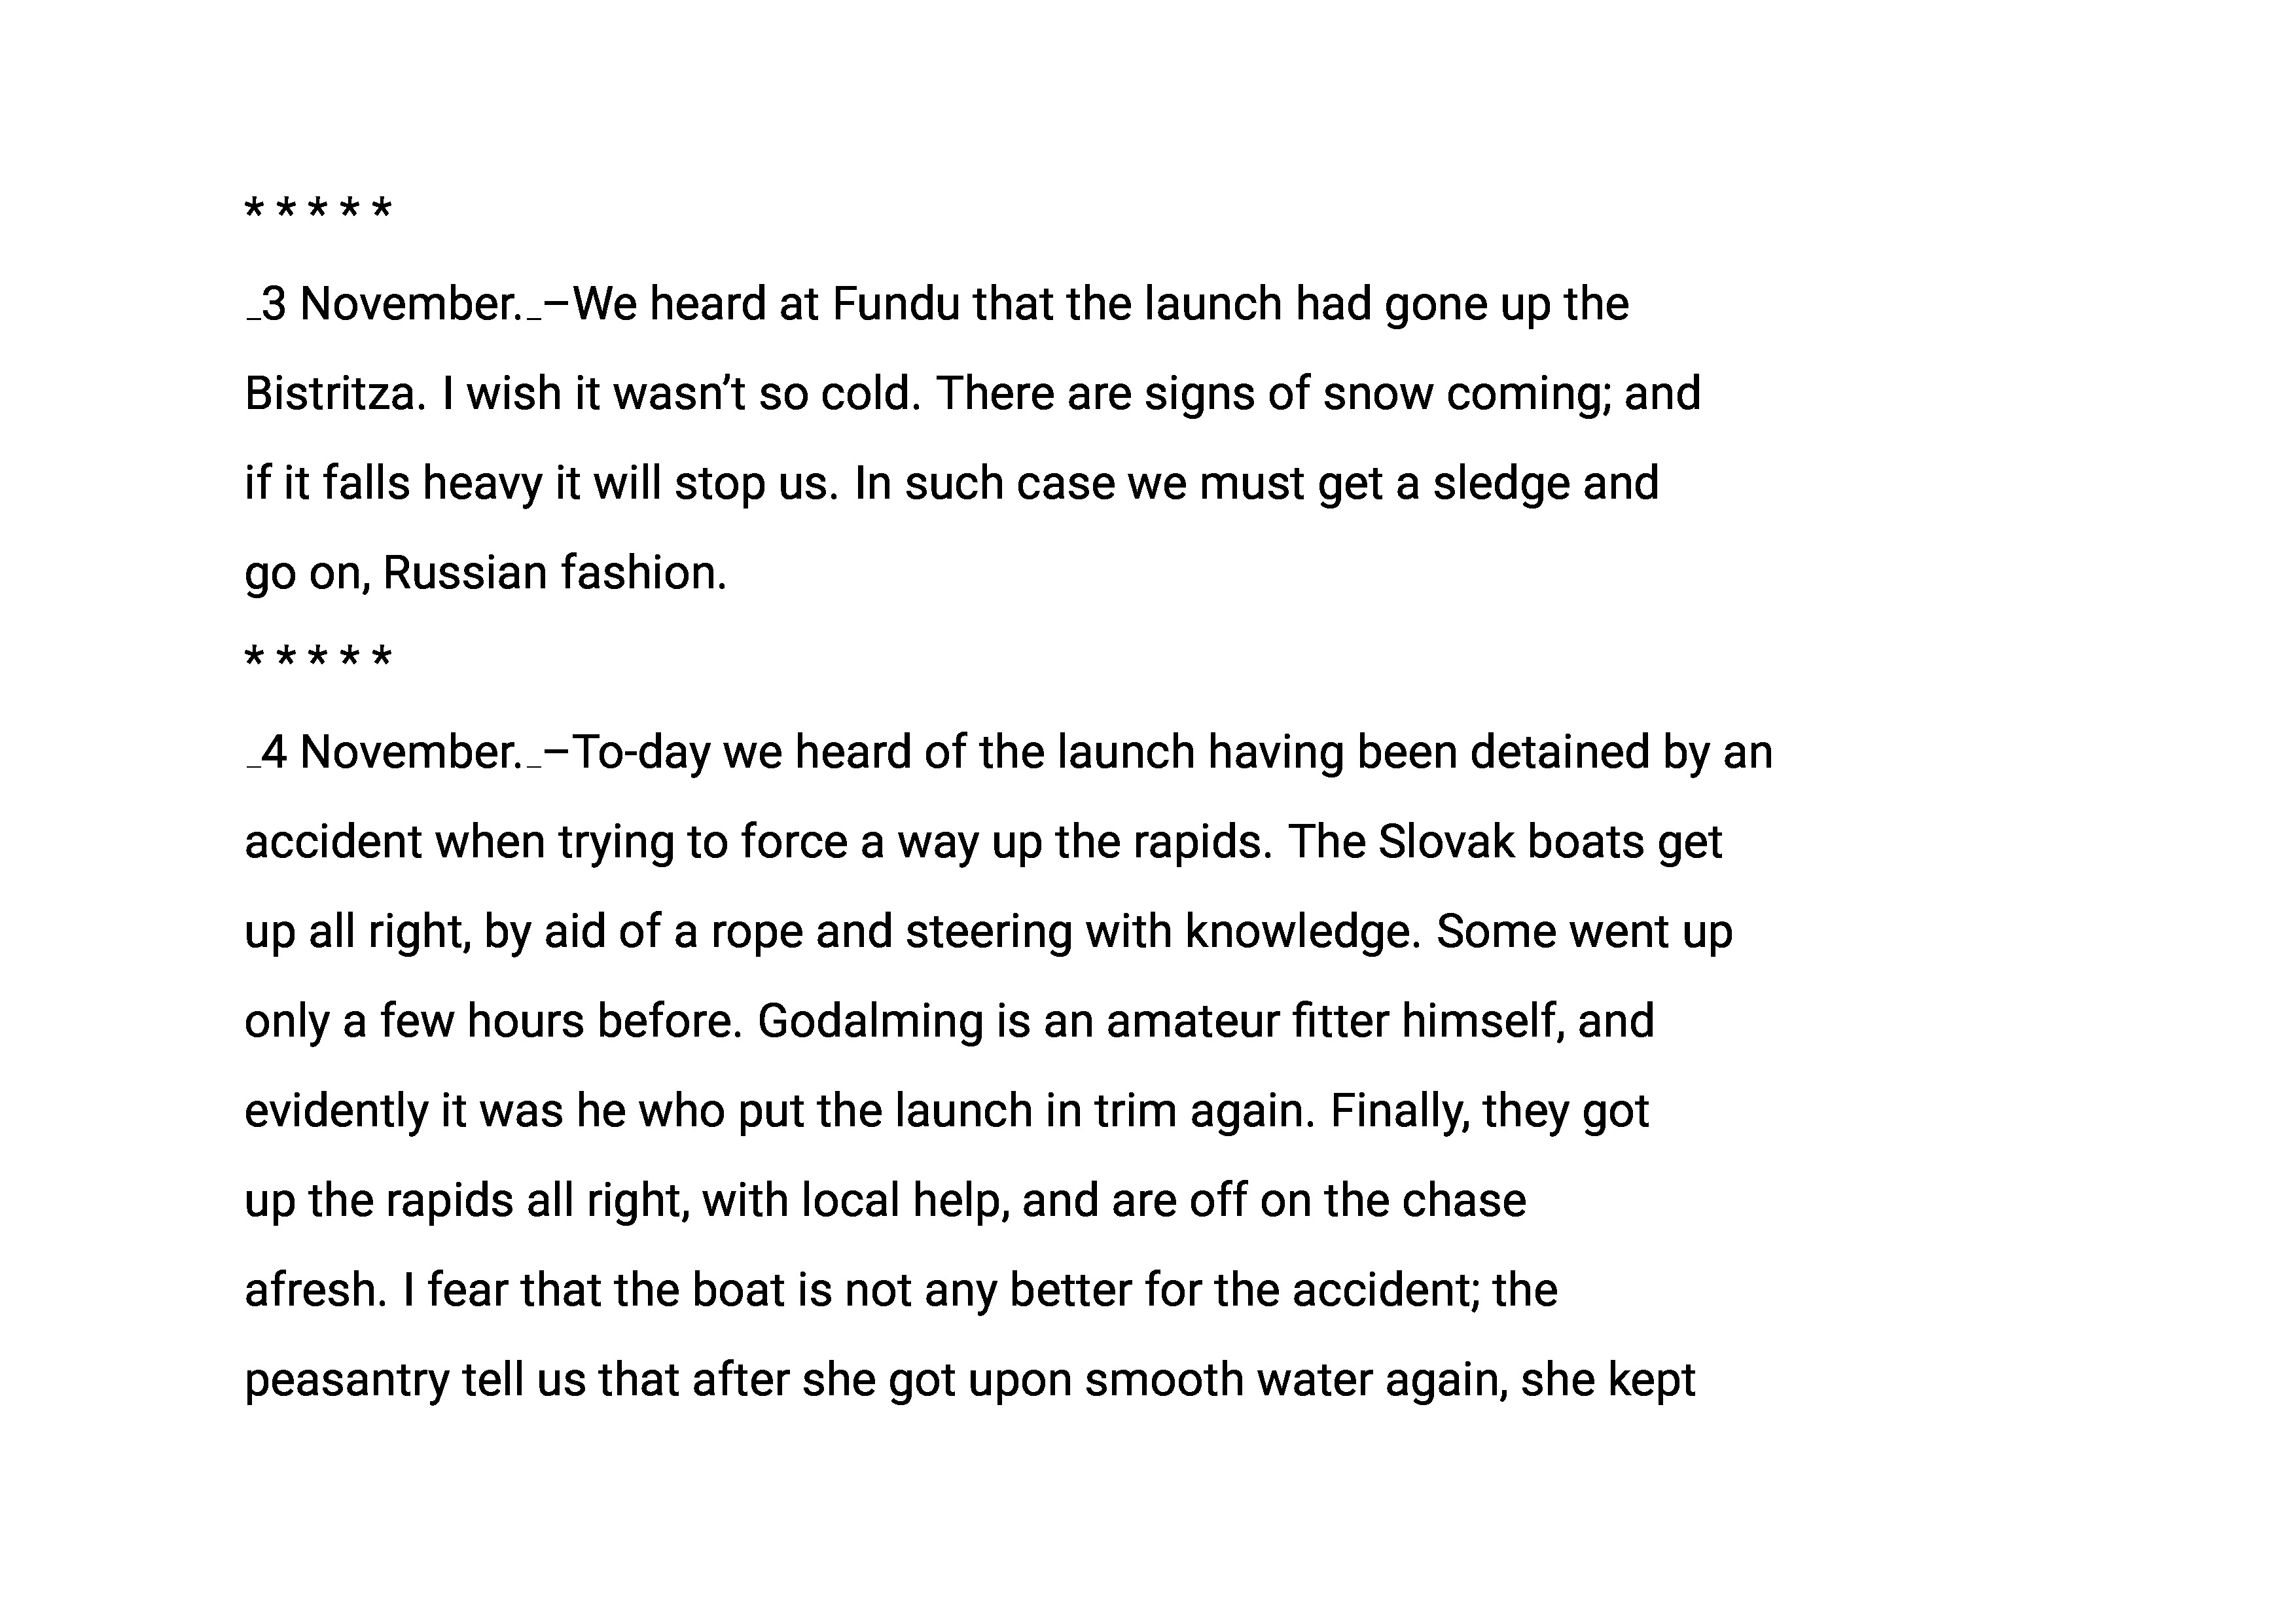 * * * * *
_3 November._–We heard at Fundu that the launch had gone up the
Bistritza. I wish it wasn’t so cold. There are signs of snow coming; and
if it falls heavy it will stop us. In such case we must get a sledge and
go on, Russian fashion.
* * * * *
_4 November._–To-day we heard of the launch having been detained by an
accident when trying to force a way up the rapids. The Slovak boats get
up all right, by aid of a rope and steering with knowledge. Some went up
only a few hours before. Godalming is an amateur fitter himself, and
evidently it was he who put the launch in trim again. Finally, they got
up the rapids all right, with local help, and are off on the chase
afresh. I fear that the boat is not any better for the accident; the
peasantry tell us that after she got upon smooth water again, she kept